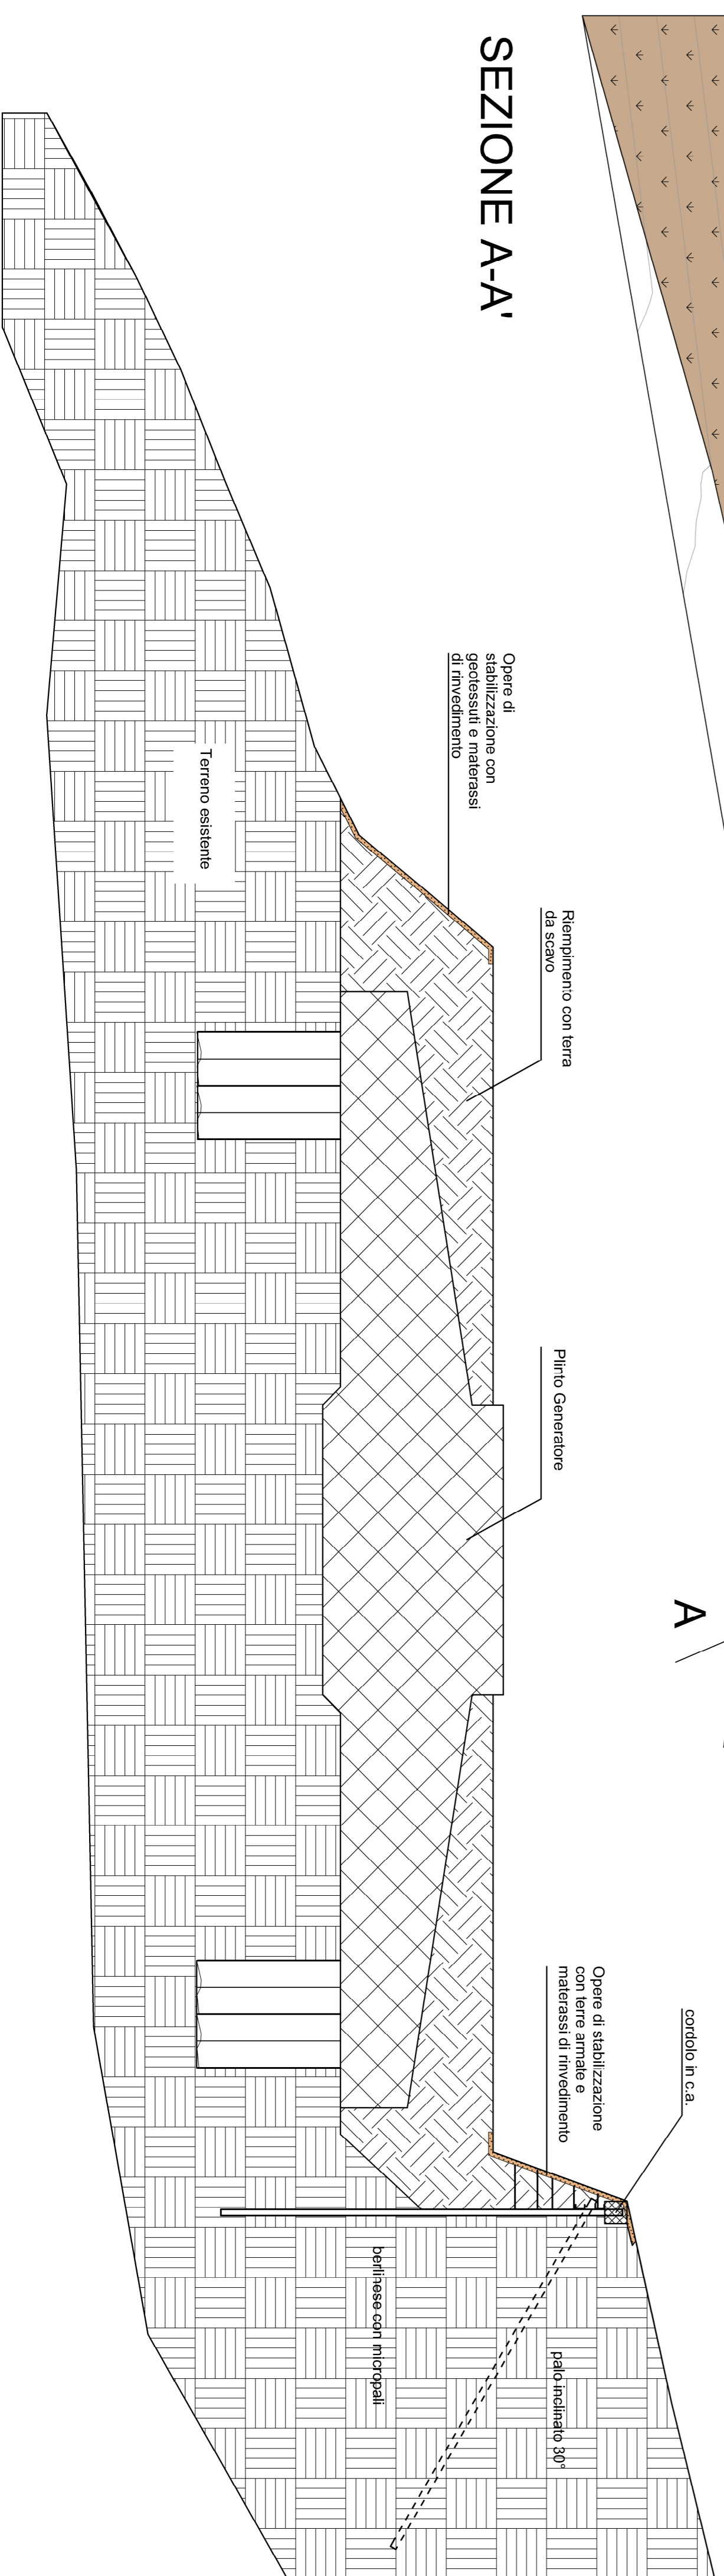 SEZIONE A-A'
Opere di
stabilizzazione con
geotessuti e materassi
di rinvedimento
Terreno esistente
Riempimento con terra
da scavo
Plinto Generatore
A
cordolo in c.a.
Opere di stabilizzazione
con terre armate e
materassi di rinvedimento
palo inclinato 30°
berlinese con micropali